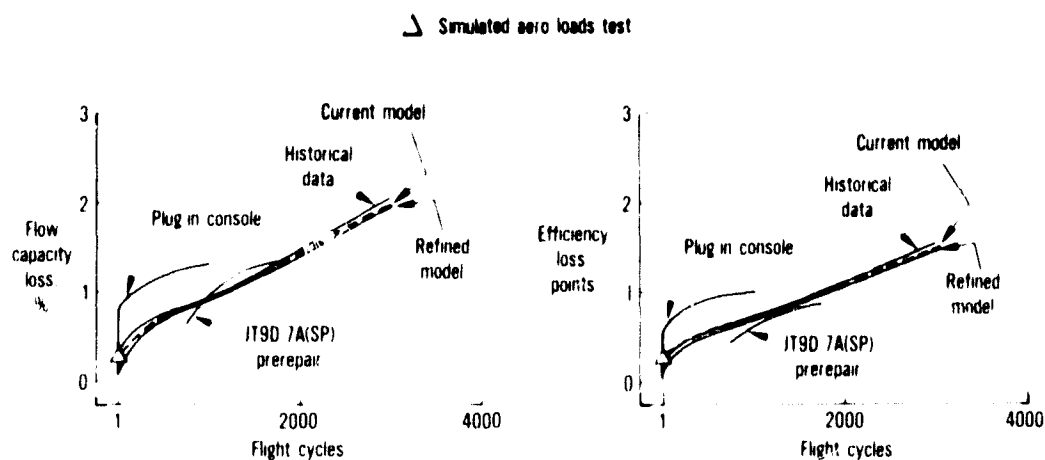 Simulated aero loads test
3
2
1
0
Flow
capacity
loss
%
Current model
Historical
data
Plug in console
Refined
model
JT9D 7A(SP)
prerepair
1
2000
4000
Flight cycles
3
2
1
0
Efficiency
loss
points
Current model
Historical
data
Plug in console
Refined
model
JT9D 7A(SP)
prerepair
1
2000
4000
Flight cycles